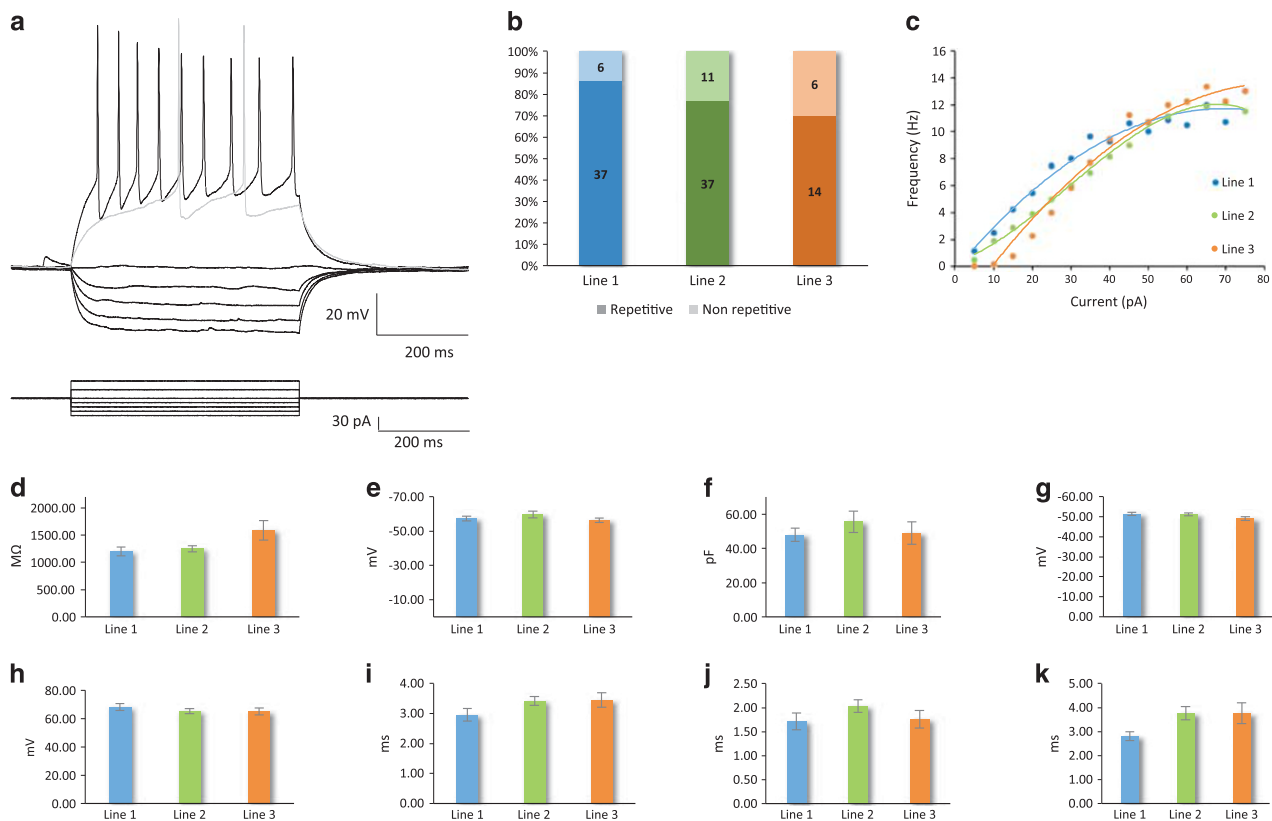 a
20 mV
200 ms
30 pA
200 ms
b
100%
90%
80%
70%
60%
50%
40%
30%
20%
10%
0%
6
11
6
37
37
14
Line 1 Line 2 Line 3
Repetitive Non repetitive
c
Frequency (Hz)
16
14
12
10
8
6
4
2
0
0 10 20 30 40 50 60 70 80
Current (pA)
Line 1
Line 2
Line 3
d
MΩ
2000.00
1500.00
1000.00
500.00
0.00
Line 1 Line 2 Line 3
e
mV
-70.00
-50.00
-30.00
-10.00
Line 1 Line 2 Line 3
f
pF
60.00
40.00
20.00
0.00
Line 1 Line 2 Line 3
g
mV
-60.00
-50.00
-40.00
-30.00
-20.00
-10.00
0.00
Line 1 Line 2 Line 3
h
mV
80.00
60.00
40.00
20.00
0.00
Line 1 Line 2 Line 3
i
ms
4.00
3.00
2.00
1.00
0.00
Line 1 Line 2 Line 3
j
ms
2.50
2.00
1.50
1.00
0.50
0.00
Line 1 Line 2 Line 3
k
ms
5.00
4.00
3.00
2.00
1.00
0.00
Line 1 Line 2 Line 3